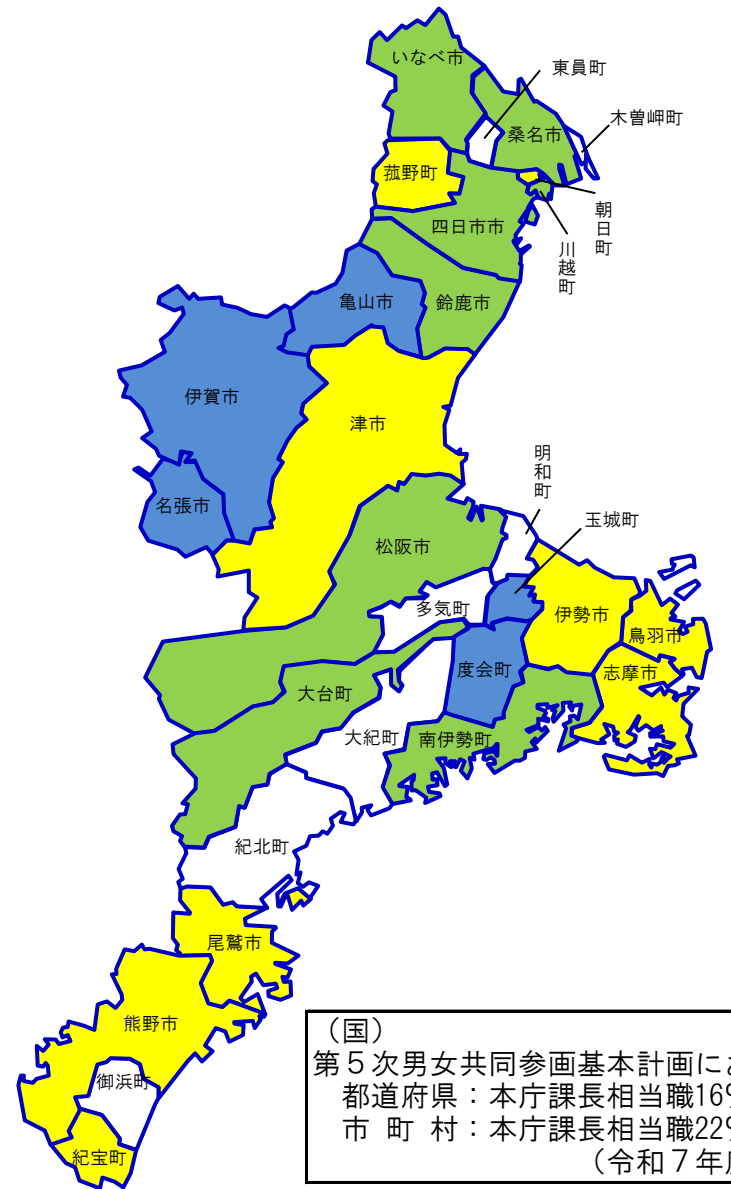 いなべ市
東員町
木曽岬町
桑名市
菰野町
朝日町
四日市市
川越町
亀山市
鈴鹿市
伊賀市
津市
明和町
名張市
玉城町
松阪市
多気町
伊勢市
鳥羽市
度会町
志摩市
大台町
大紀町
南伊勢町
紀北町
尾鷲市
熊野市
御浜町
紀宝町
（国）
第５次男女共同参画基本計画にお
都道府県：本庁課長相当職16%
市 町 村：本庁課長相当職22%
（令和７年度